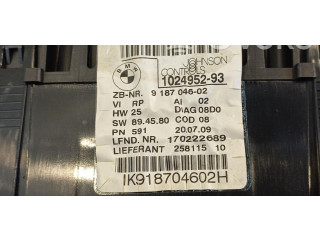 BMW
JOHNSON
CONTROLS
1024952-93
ZB-NR. 9 187 046-02
VI RP AI 02
HW 25 DIAG 08D0
SW 89.45.80 COD 08
PN 591 20.07.09
LFND. NR. 170222689
LIEFERANT 258115 10
IK918704602H